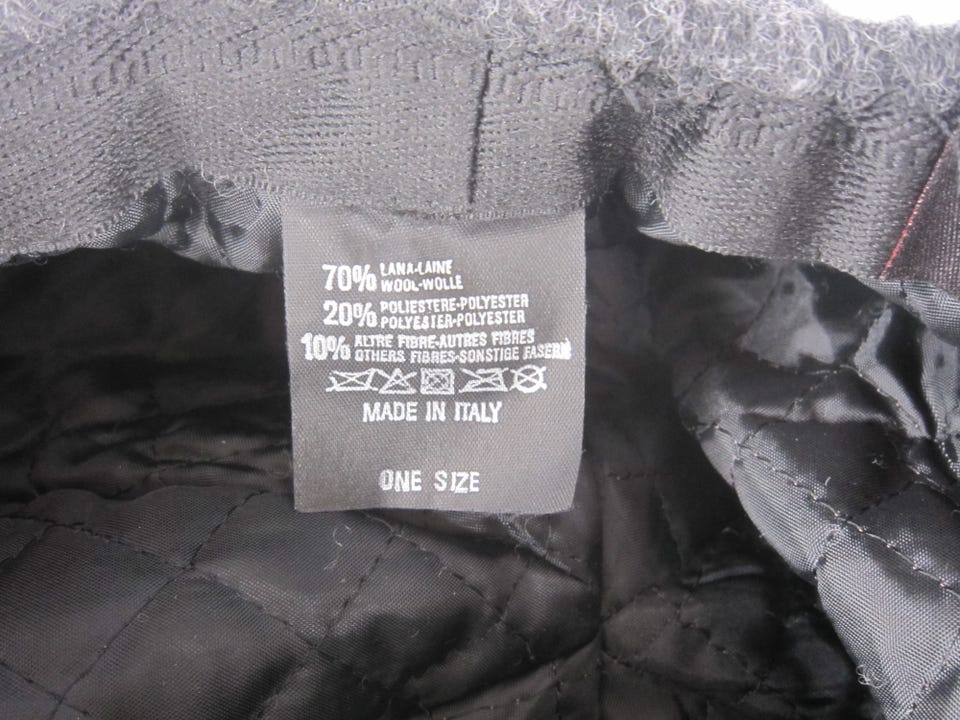 70% LANA-LAINE
WOOL-WOLLE
20% POLIESTERE-POLYESTER
POLYESTER-POLYESTER
10% ALTRE FIBRE-AUTRES FIBRES
OTHERS FIBRES-SONSTIGE FASERN
MADE IN ITALY
ONE SIZE